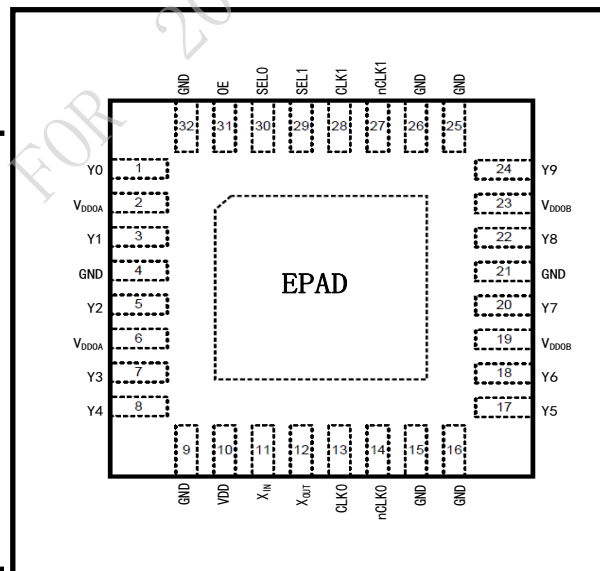 FOR 20
GND OE SEL0 SEL1 CLK1 nCLK1 GND GND
32 31 30 29 28 27 26 25
Y0 1 24 Y9
VDDOA 2 23 VDDOB
Y1 3 22 Y8
GND 4 21 GND
EPAD
Y2 5 20 Y7
VDDOA 6 19 VDDOB
Y3 7 18 Y6
Y4 8 17 Y5
9 10 11 12 13 14 15 16
GND VDD XIN XOUT CLK0 nCLK0 GND GND